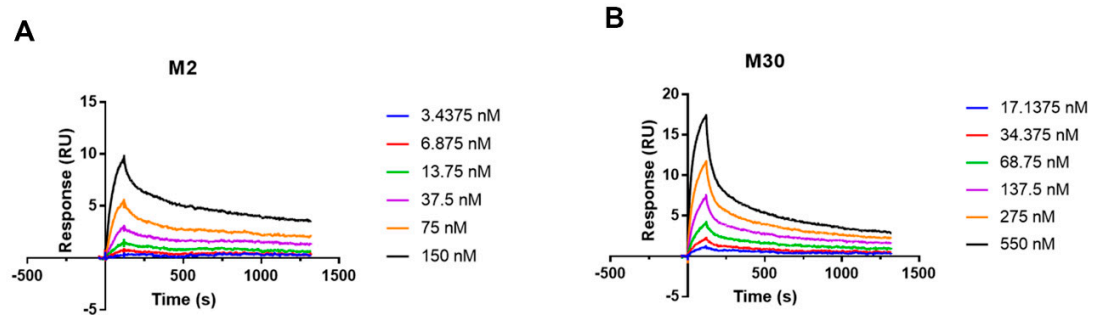 A
M2
Response (RU)
15
10
5
-5
-500
500
1000
1500
Time (s)
3.4375 nM
6.875 nM
13.75 nM
37.5 nM
75 nM
150 nM
B
M30
Response (RU)
20
15
10
5
-5
-500
500
1000
1500
Time (s)
17.1375 nM
34.375 nM
68.75 nM
137.5 nM
275 nM
550 nM